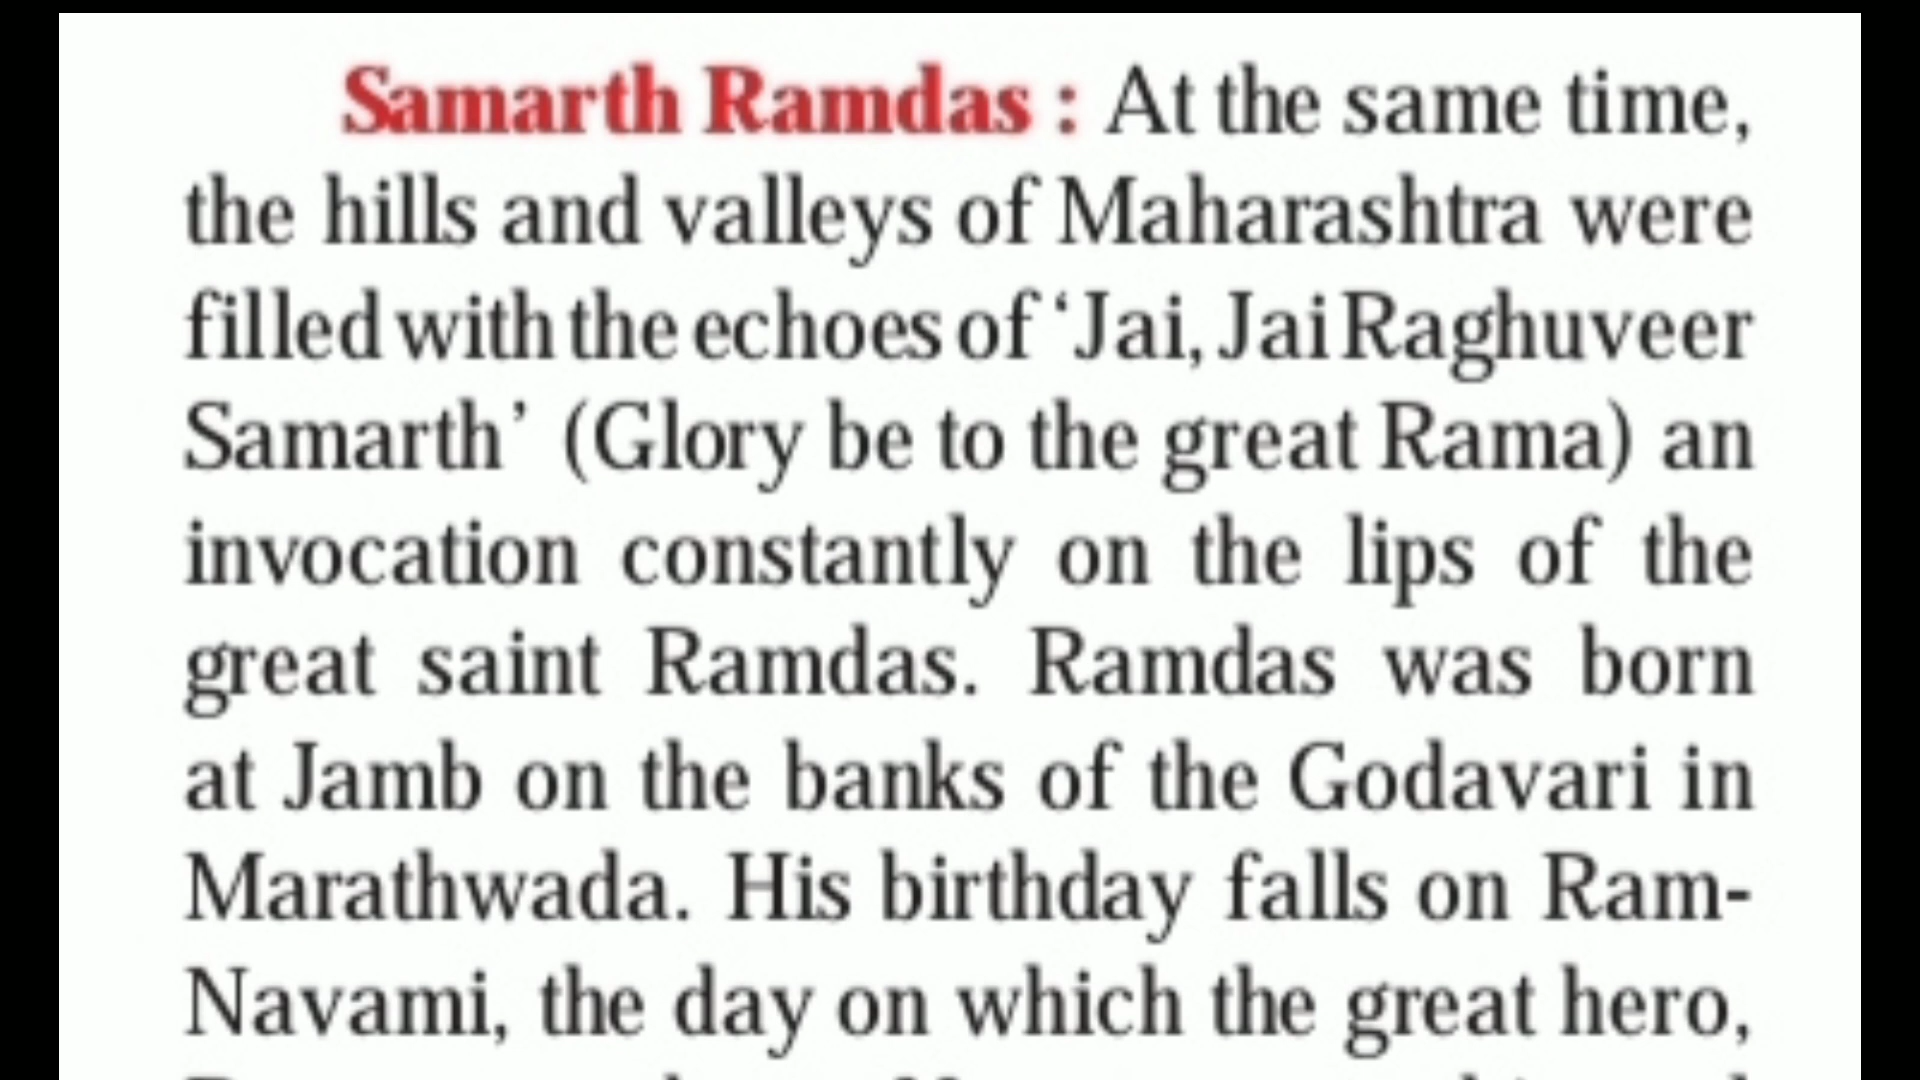 Samarth Ramdas : At the same time,
the hills and valleys of Maharashtra were
filled with the echoes of ‘Jai, Jai Raghuveer
Samarth’ (Glory be to the great Rama) an
invocation constantly on the lips of the
great saint Ramdas. Ramdas was born
at Jamb on the banks of the Godavari in
Marathwada. His birthday falls on Ram-
Navami, the day on which the great hero,